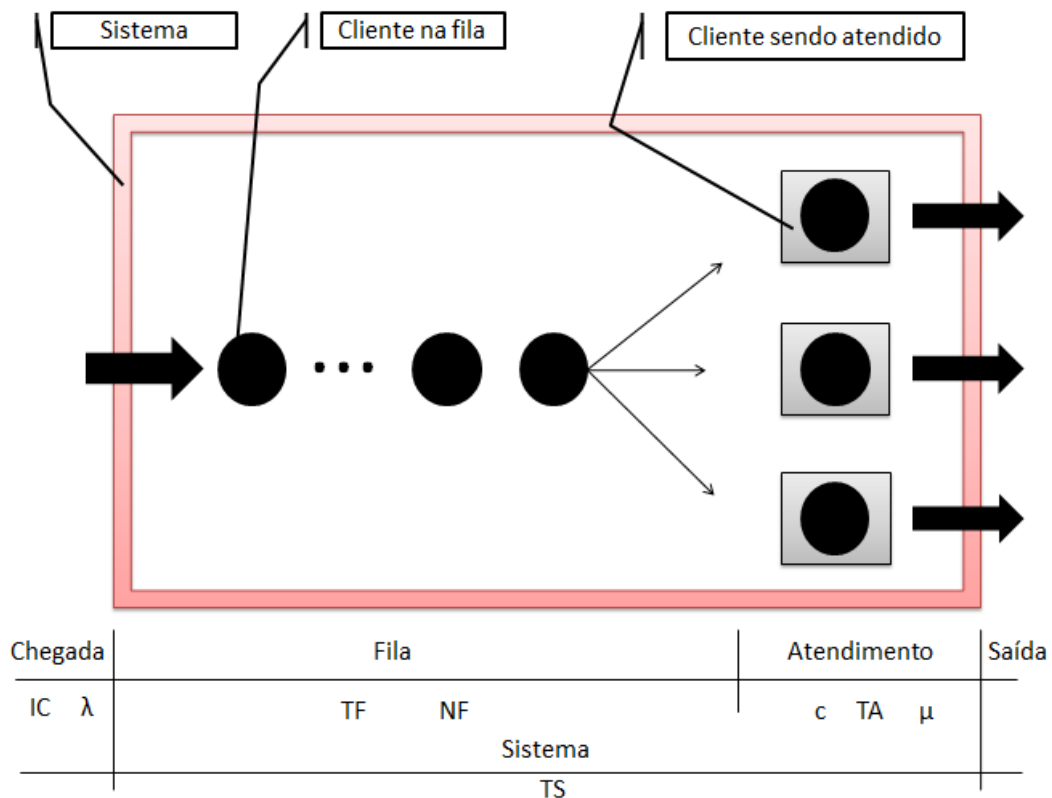 Sistema
Cliente na fila
Cliente sendo atendido
Chegada Fila Atendimento Saída
IC λ TF NF c TA μ
Sistema
TS